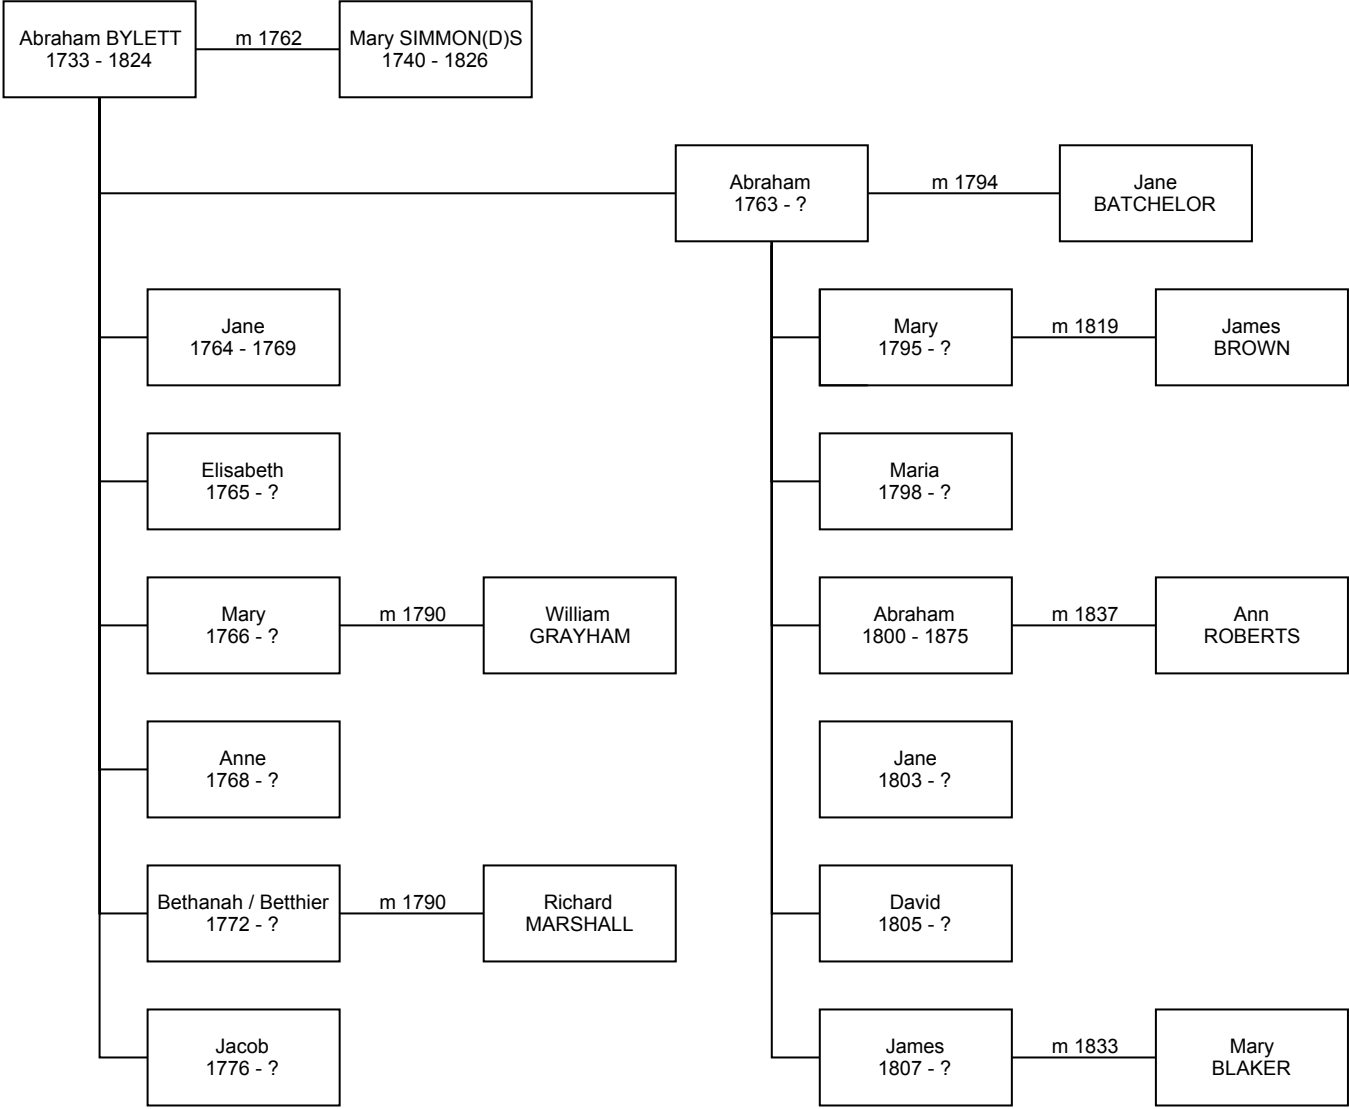 Abraham BYLETT
1733 - 1824
m 1762
Mary SIMMON(D)S
1740 - 1826
Abraham
1763 - ?
m 1794
Jane
BATCHELOR
Jane
1764 - 1769
Mary
1795 - ?
m 1819
James
BROWN
Elisabeth
1765 - ?
Maria
1798 - ?
Mary
1766 - ?
m 1790
William
GRAYHAM
Abraham
1800 - 1875
m 1837
Ann
ROBERTS
Anne
1768 - ?
Jane
1803 - ?
Bethanah / Betthier
1772 - ?
m 1790
Richard
MARSHALL
David
1805 - ?
Jacob
1776 - ?
James
1807 - ?
m 1833
Mary
BLAKER